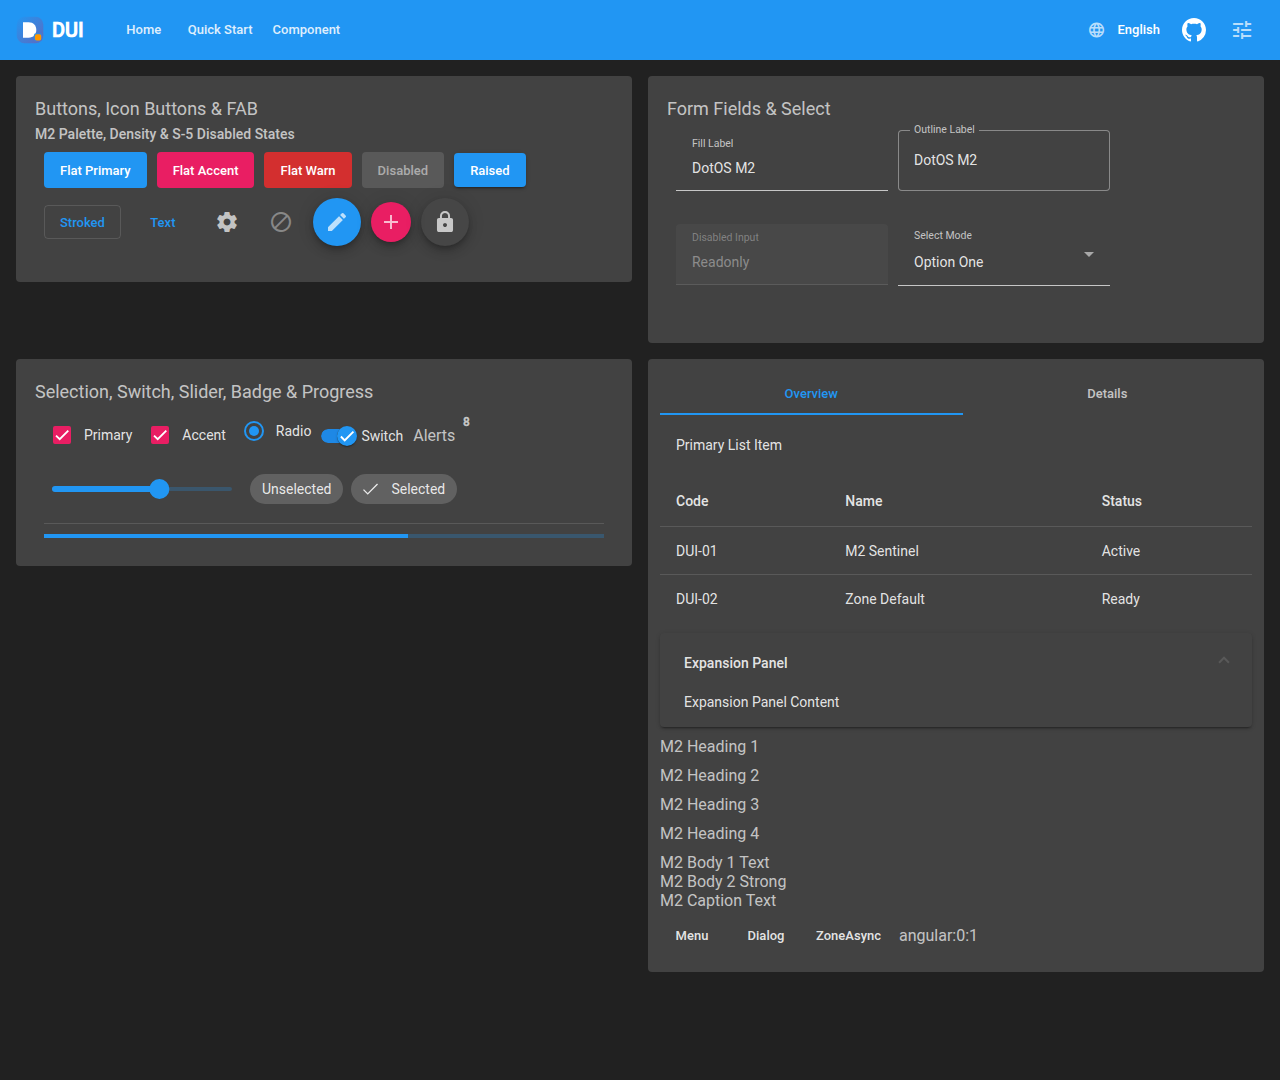 DUI
Home
Quick Start
Component
English
Buttons, Icon Buttons & FAB
M2 Palette, Density & S-5 Disabled States
Flat Primary
Flat Accent
Flat Warn
Disabled
Raised
Stroked
Text
Form Fields & Select
Fill Label
DotOS M2
Outline Label
DotOS M2
Disabled Input
Readonly
Select Mode
Option One
Selection, Switch, Slider, Badge & Progress
Primary
Accent
Radio
Switch
Alerts
8
Unselected
Selected
Overview
Details
Primary List Item
Code Name Status
DUI-01 M2 Sentinel Active
DUI-02 Zone Default Ready
Expansion Panel
Expansion Panel Content
M2 Heading 1
M2 Heading 2
M2 Heading 3
M2 Heading 4
M2 Body 1 Text
M2 Body 2 Strong
M2 Caption Text
Menu
Dialog
ZoneAsync
angular:0:1